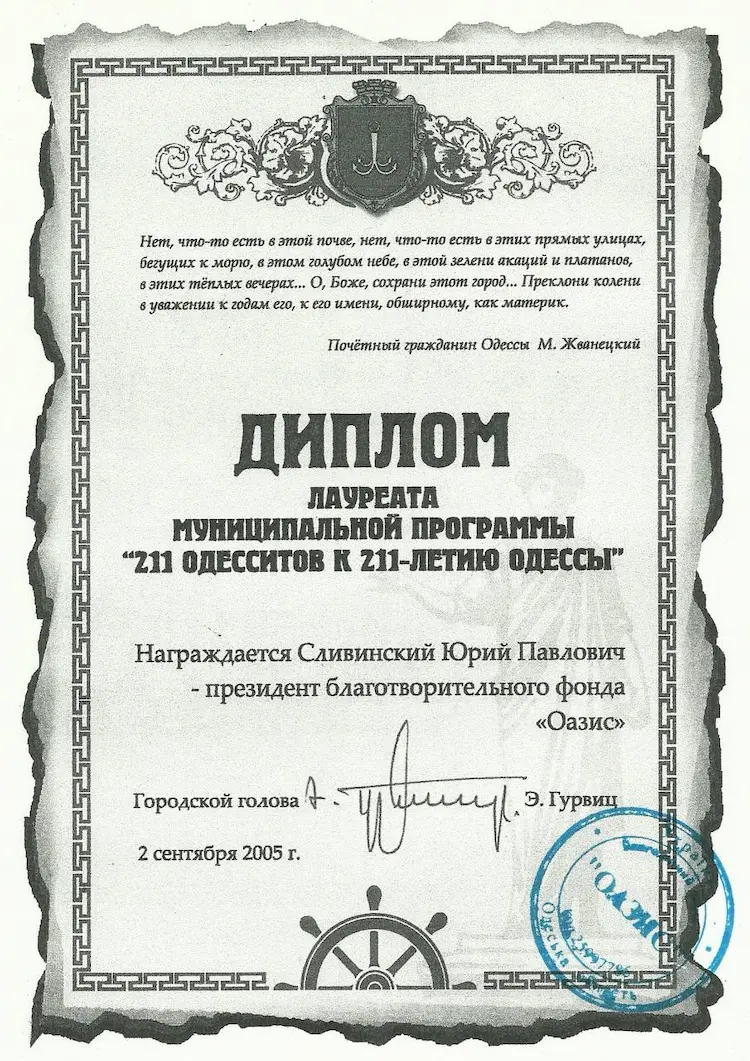 Нет, что-то есть в этой почве, нет, что-то есть в этих прямых улицах,
бегущих к морю, в этом голубом небе, в этой зелени акаций и платанов,
в этих тёплых вечерах... О, Боже, сохрани этот город... Преклони колени
в уважении к годам его, к его имени, обширному, как материк.
Почётный гражданин Одессы М. Жванецкий
ДИПЛОМ
ЛАУРЕАТА
МУНИЦИПАЛЬНОЙ ПРОГРАММЫ
“211 ОДЕССИТОВ К 211-ЛЕТИЮ ОДЕССЫ”
Награждается Сливинский Юрий Павлович
- президент благотворительного фонда
«Оазис»
Городской голова Э. Гурвиц
2 сентября 2005 г.
"ОАЗИС"
Одеська